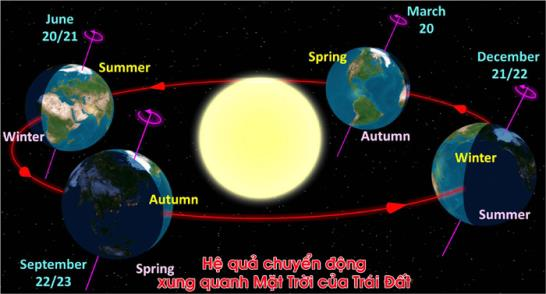 June
20/21
Summer
Winter
March
20
Spring
Autumn
December
21/22
Winter
Summer
Autumn
Spring
September
22/23
Hệ quả chuyển động
xung quanh Mặt Trời của Trái Đất